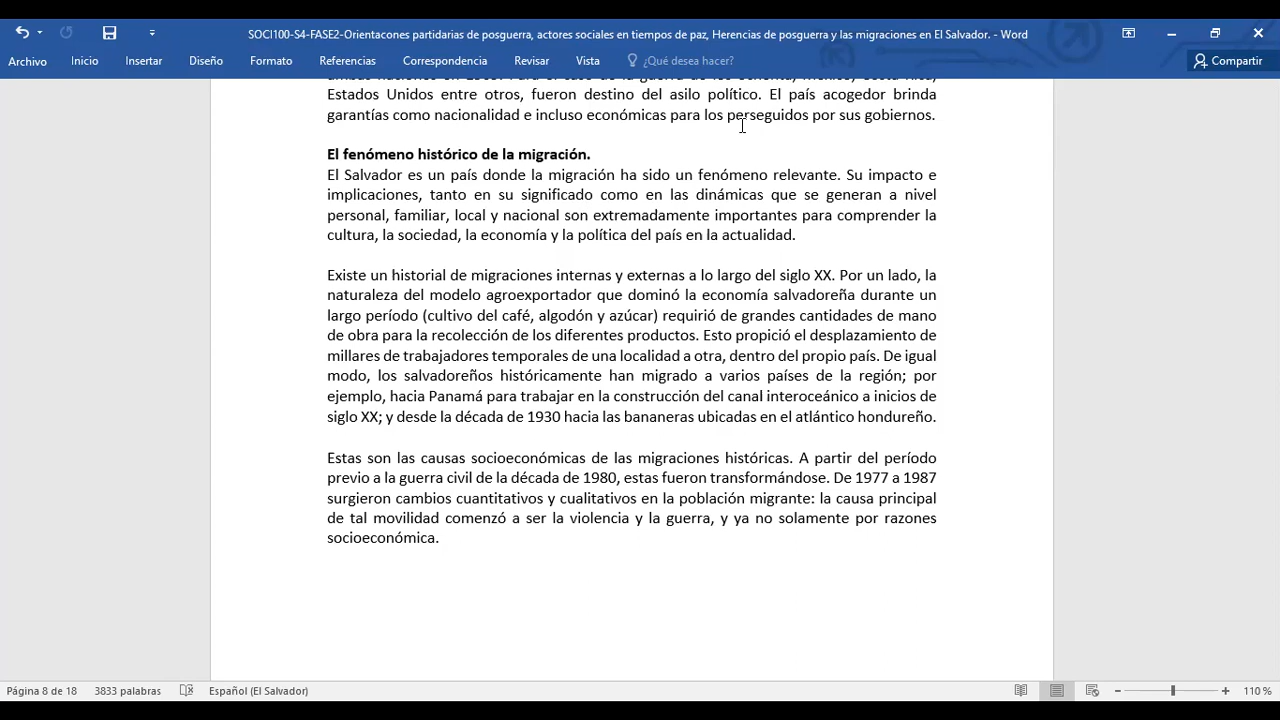 SOCI100-S4-FASE2-Orientacones partidarias de posguerra, actores sociales en tiempos de paz, Herencias de posguerra y las migraciones en El Salvador. - Word
Archivo Inicio Insertar Diseño Formato Referencias Correspondencia Revisar Vista ¿Qué desea hacer? Compartir
Estados Unidos entre otros, fueron destino del asilo político. El país acogedor brinda
garantías como nacionalidad e incluso económicas para los perseguidos por sus gobiernos.
El fenómeno histórico de la migración.
El Salvador es un país donde la migración ha sido un fenómeno relevante. Su impacto e
implicaciones, tanto en su significado como en las dinámicas que se generan a nivel
personal, familiar, local y nacional son extremadamente importantes para comprender la
cultura, la sociedad, la economía y la política del país en la actualidad.
Existe un historial de migraciones internas y externas a lo largo del siglo XX. Por un lado, la
naturaleza del modelo agroexportador que dominó la economía salvadoreña durante un
largo período (cultivo del café, algodón y azúcar) requirió de grandes cantidades de mano
de obra para la recolección de los diferentes productos. Esto propició el desplazamiento de
millares de trabajadores temporales de una localidad a otra, dentro del propio país. De igual
modo, los salvadoreños históricamente han migrado a varios países de la región; por
ejemplo, hacia Panamá para trabajar en la construcción del canal interoceánico a inicios de
siglo XX; y desde la década de 1930 hacia las bananeras ubicadas en el atlántico hondureño.
Estas son las causas socioeconómicas de las migraciones históricas. A partir del período
previo a la guerra civil de la década de 1980, estas fueron transformándose. De 1977 a 1987
surgieron cambios cuantitativos y cualitativos en la población migrante: la causa principal
de tal movilidad comenzó a ser la violencia y la guerra, y ya no solamente por razones
socioeconómica.
Página 8 de 18 3833 palabras Español (El Salvador) 110 %